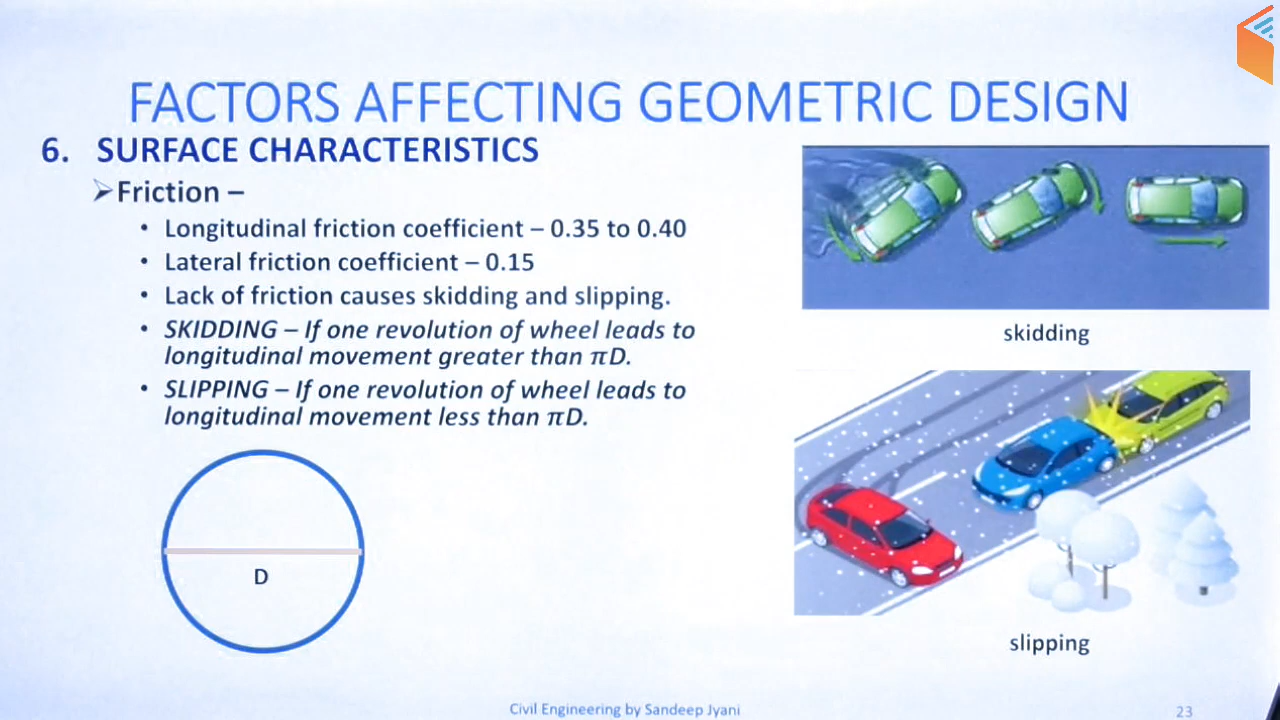 FACTORS AFFECTING GEOMETRIC DESIGN
6. SURFACE CHARACTERISTICS
➢Friction –
• Longitudinal friction coefficient – 0.35 to 0.40
• Lateral friction coefficient – 0.15
• Lack of friction causes skidding and slipping.
• SKIDDING – If one revolution of wheel leads to
longitudinal movement greater than πD.
• SLIPPING – If one revolution of wheel leads to
longitudinal movement less than πD.
D
skidding
slipping
Civil Engineering by Sandeep Jyani
23